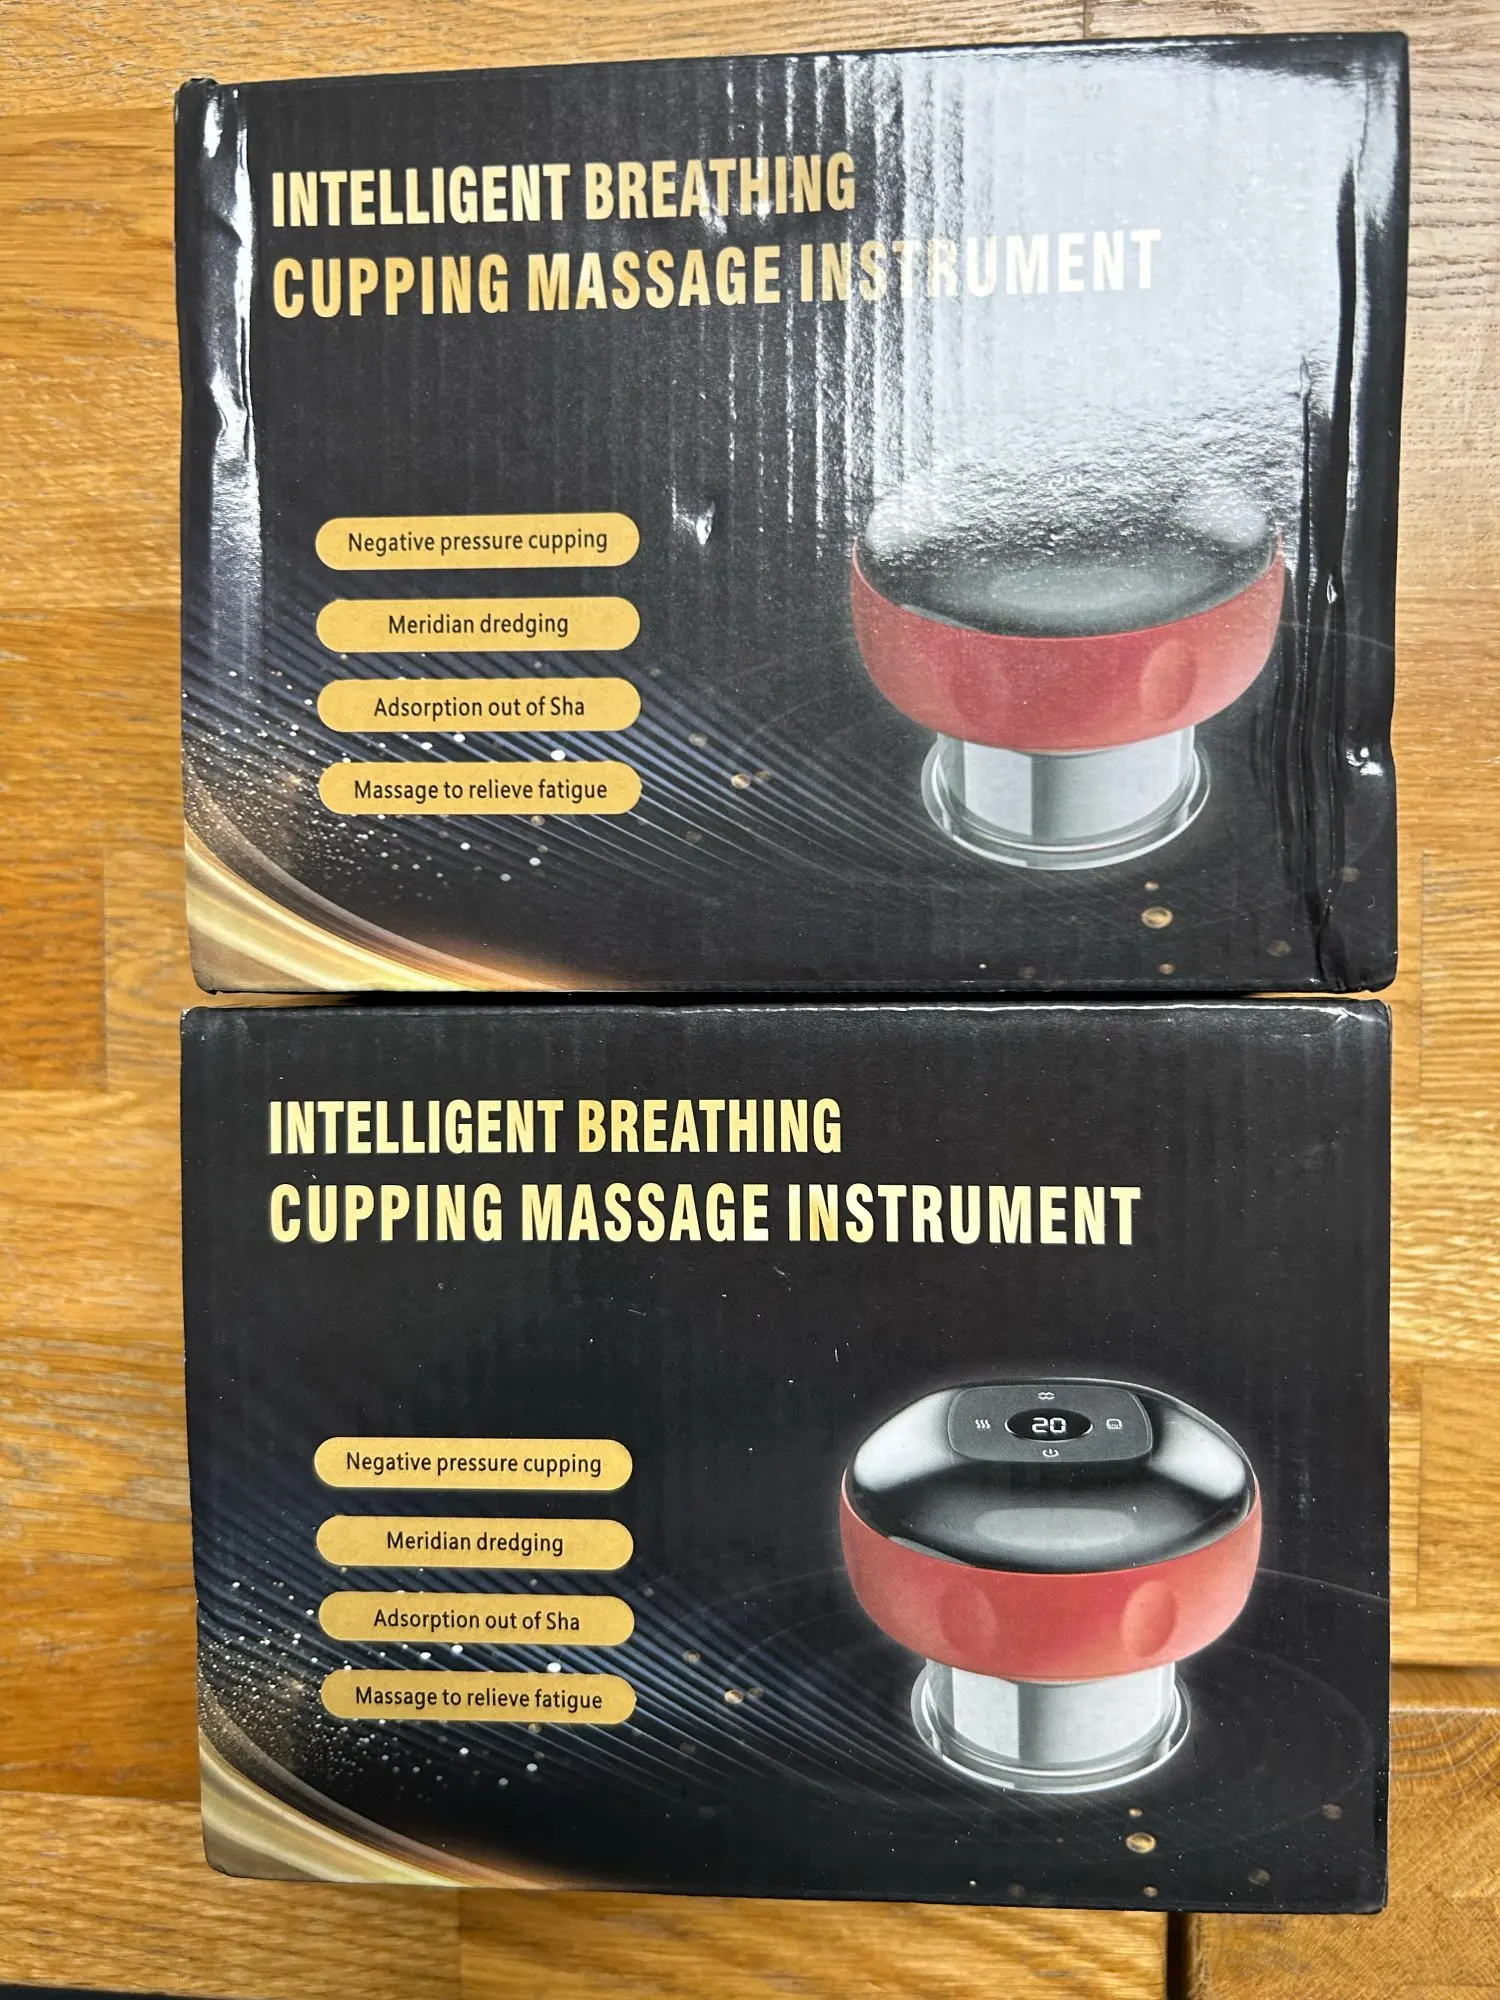 INTELLIGENT BREATHING
CUPPING MASSAGE INSTRUMENT
Negative pressure cupping
Meridian dredging
Adsorption out of Sha
Massage to relieve fatigue
INTELLIGENT BREATHING
CUPPING MASSAGE INSTRUMENT
20
Negative pressure cupping
Meridian dredging
Adsorption out of Sha
Massage to relieve fatigue